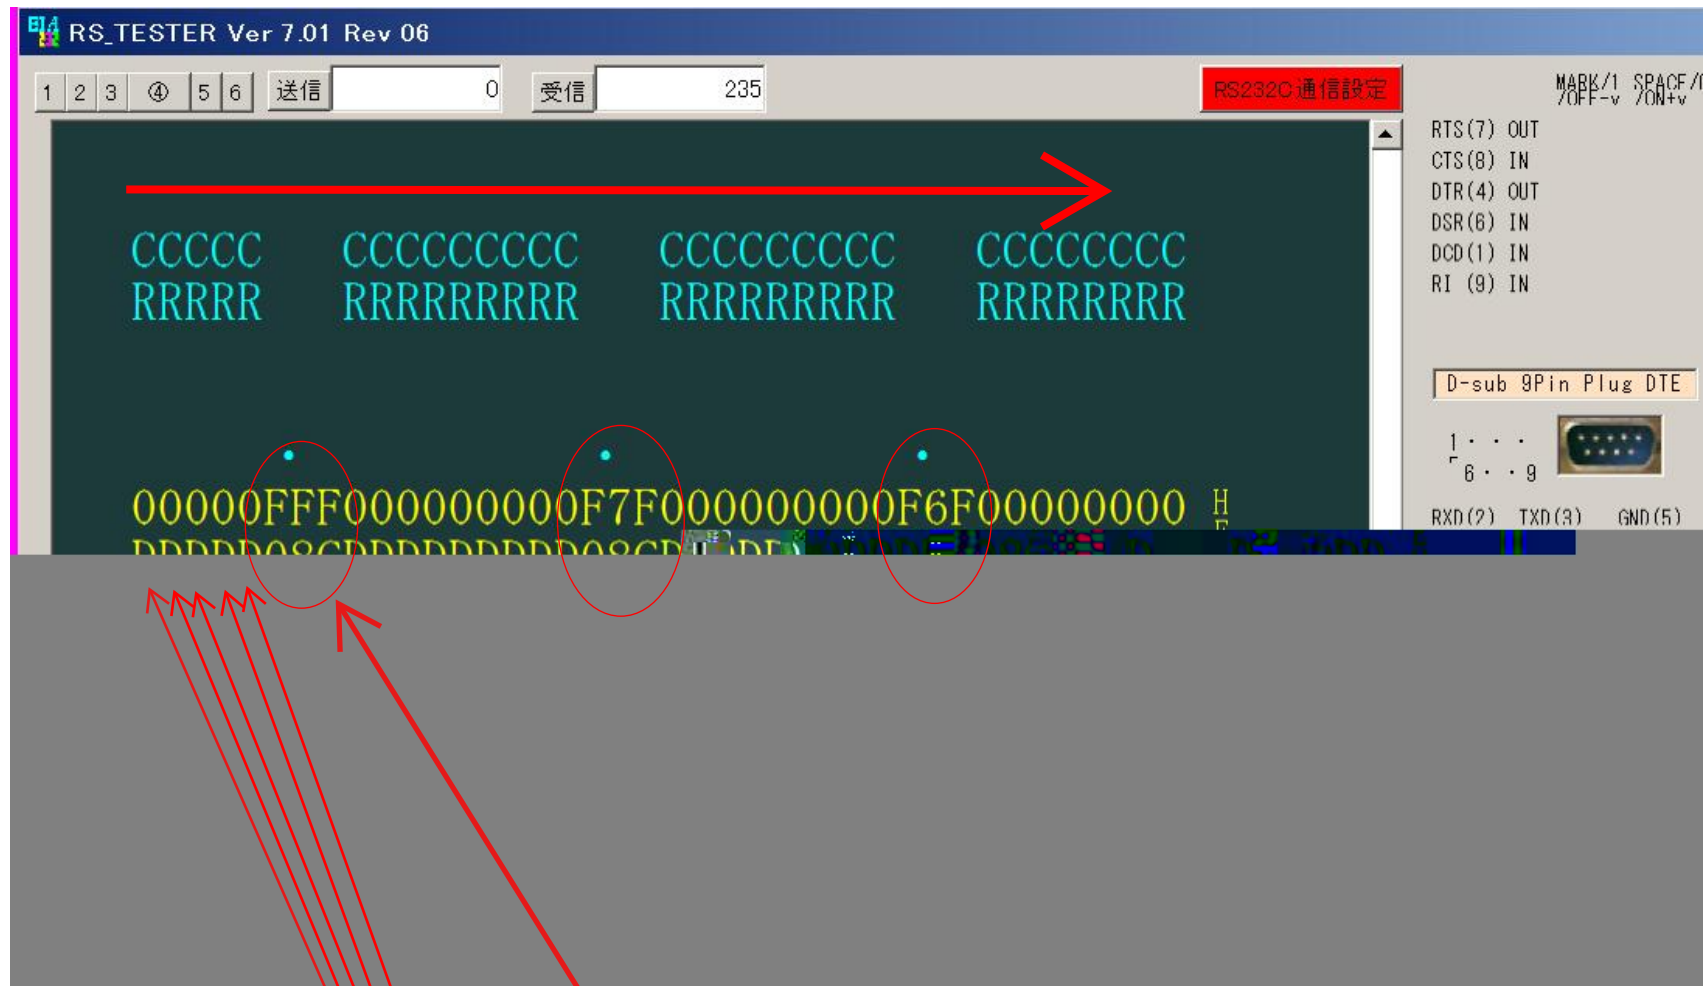 RS_TESTER Ver 7.01 Rev 06
1 2 3 ④ 5 6 送信 0 受信 235 RS232C通信設定
MARK/1 SPACE/
/OFF-v /ON+v
RTS(7) OUT
CTS(8) IN
DTR(4) OUT
DSR(6) IN
DCD(1) IN
RI (9) IN
CCCCC CCCCCCCCC CCCCCCCCC CCCCCCCC
RRRRR RRRRRRRRR RRRRRRRRR RRRRRRRR
D-sub 9Pin Plug DTE
1・・・
6・・9
00000FFF000000000F7F000000000F6F00000000 H
RXD(2) TXD(3) GND(5)